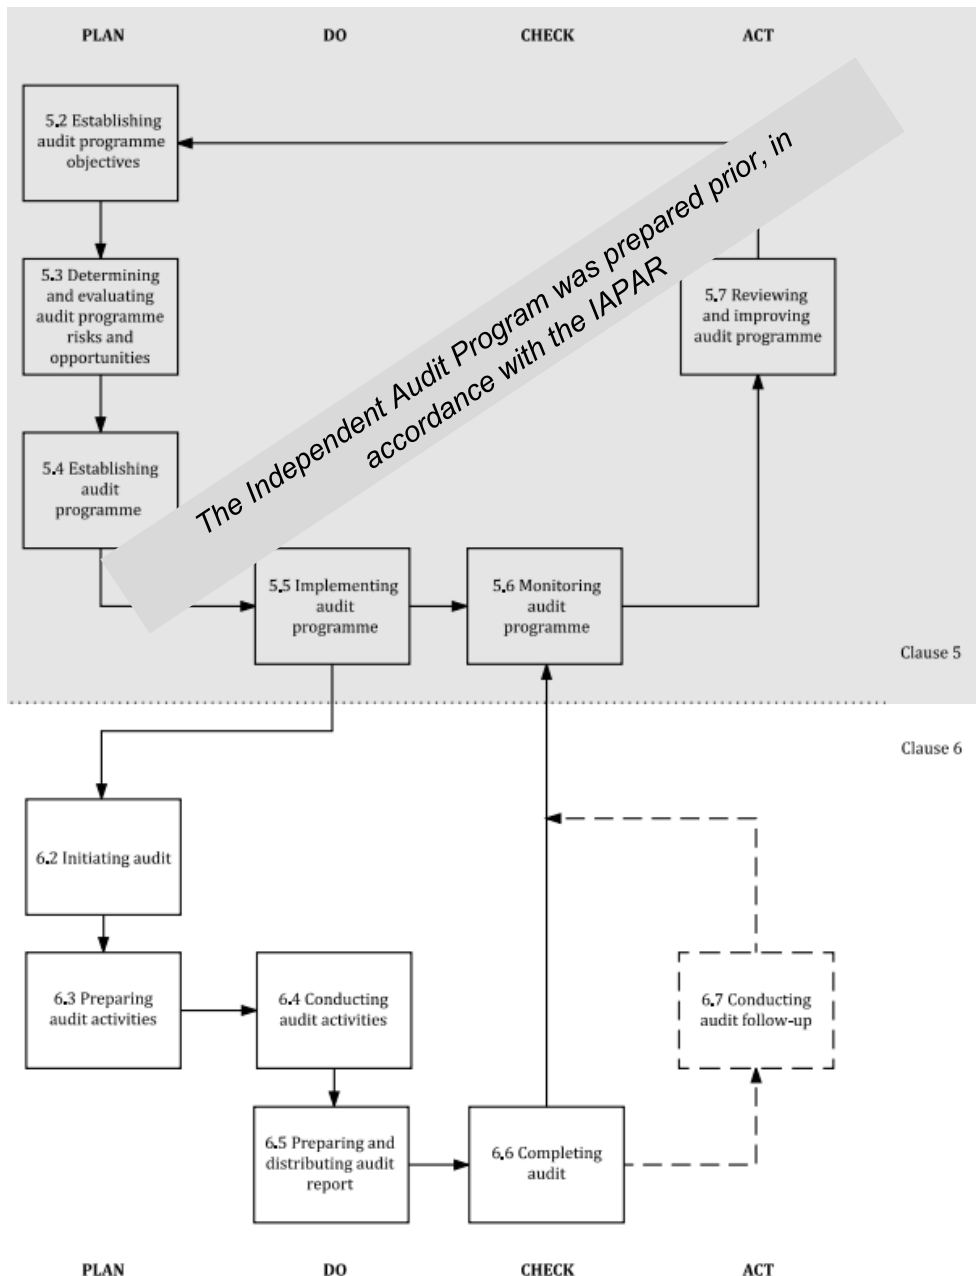 PLAN DO CHECK ACT
5.2 Establishing
audit programme
objectives
5.3 Determining
and evaluating
audit programme
risks and
opportunities
5.4 Establishing
audit
programme
The Independent Audit Program was prepared prior, in
accordance with the IAPAR
5.7 Reviewing
and improving
audit programme
5.5 Implementing
audit
programme
5.6 Monitoring
audit
programme
Clause 5
Clause 6
6.2 Initiating audit
6.3 Preparing
audit activities
6.4 Conducting
audit activities
6.7 Conducting
audit follow-up
6.5 Preparing and
distributing audit
report
6.6 Completing
audit
PLAN DO CHECK ACT